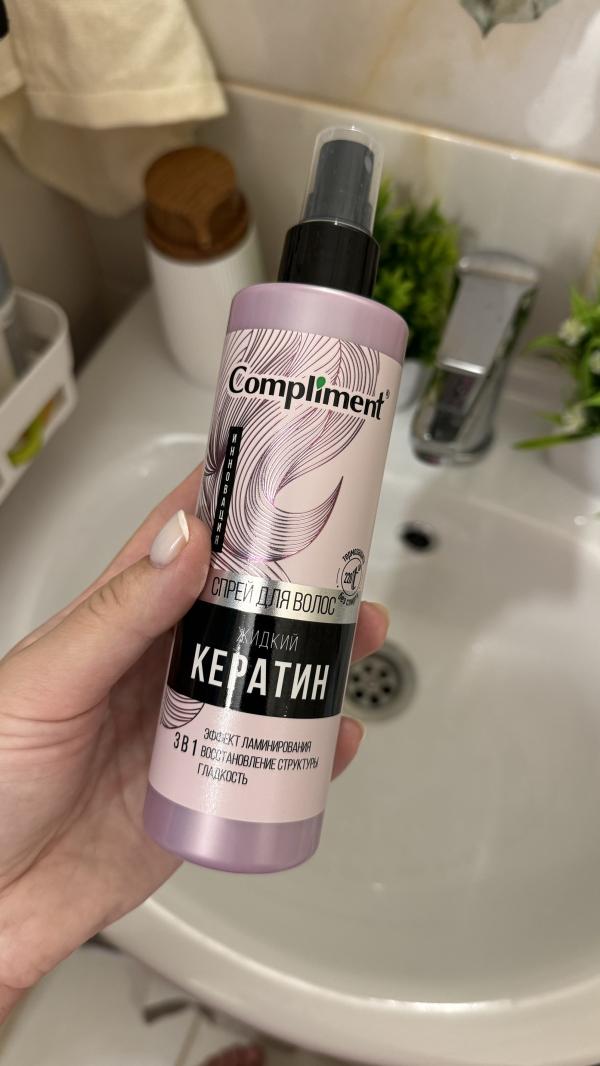 Compliment®
ИННОВАЦИЯ
СПРЕЙ ДЛЯ ВОЛОС
ЖИДКИЙ
КЕРАТИН
3 В 1
ЭФФЕКТ ЛАМИНИРОВАНИЯ
ВОССТАНОВЛЕНИЕ СТРУКТУРЫ
ГЛАДКОСТЬ